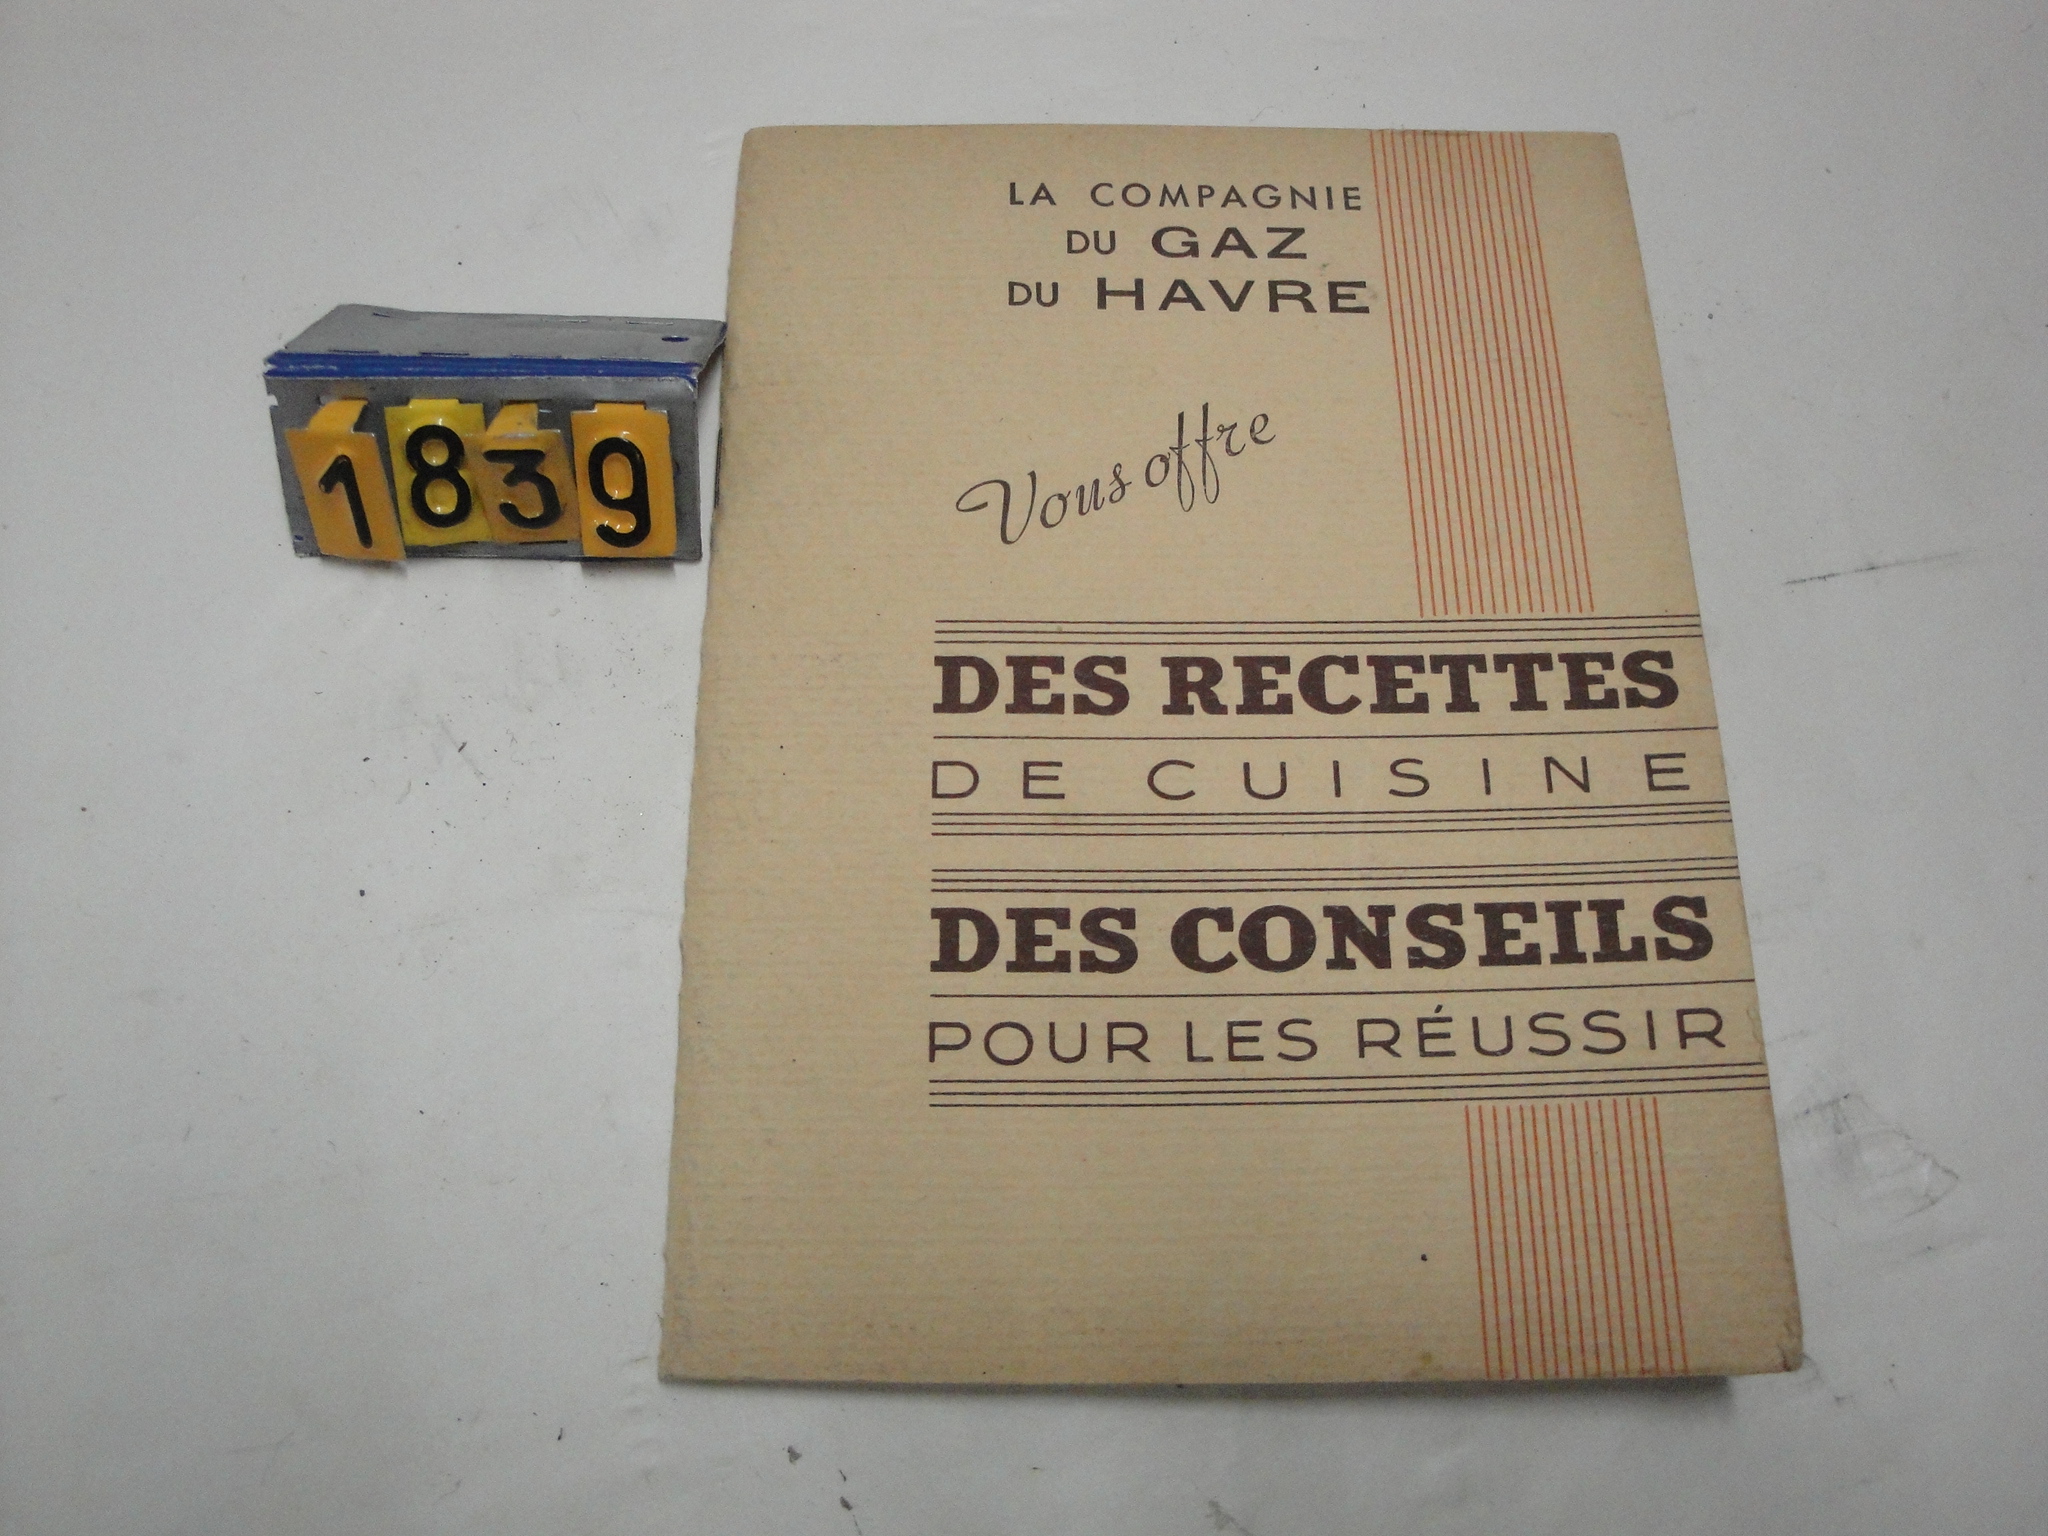 1839
LA COMPAGNIE
DU GAZ
DU HAVRE
Vous offre
DES RECETTES
DE CUISINE
DES CONSEILS
POUR LES RÉUSSIR